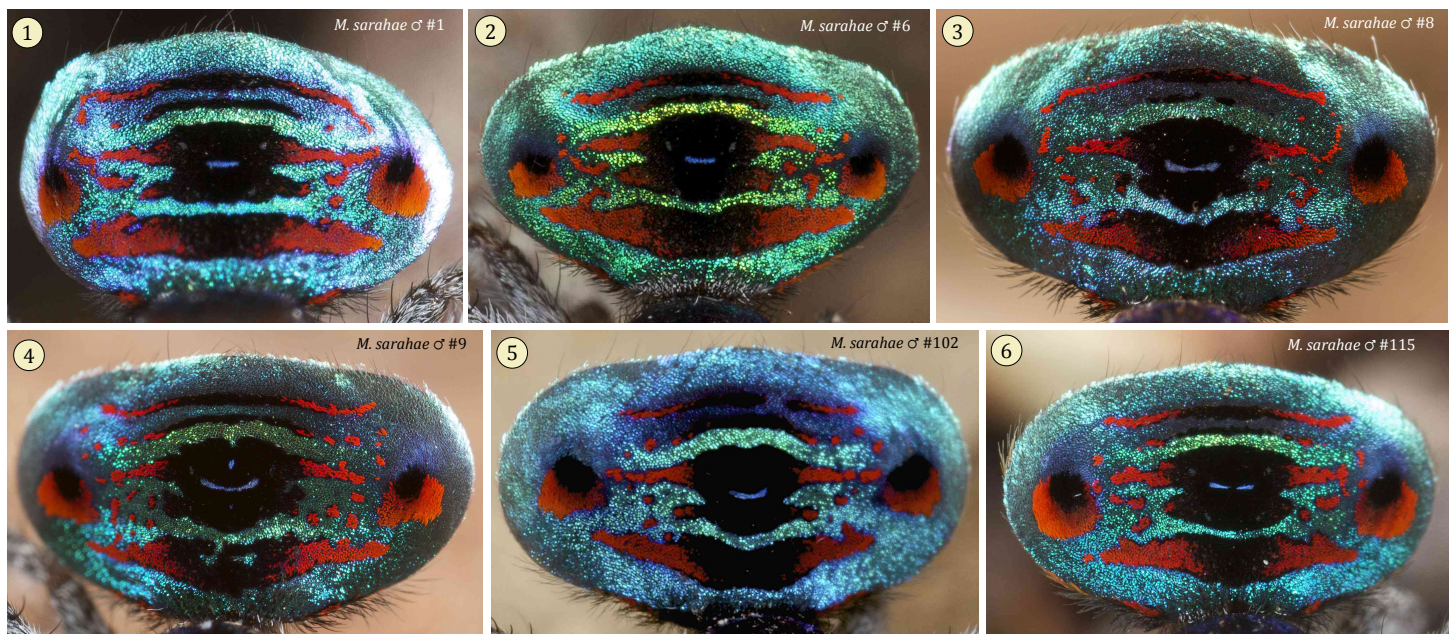 1
M. sarahae ♂ #1
2
M. sarahae ♂ #6
3
M. sarahae ♂ #8
4
M. sarahae ♂ #9
5
M. sarahae ♂ #102
6
M. sarahae ♂ #115